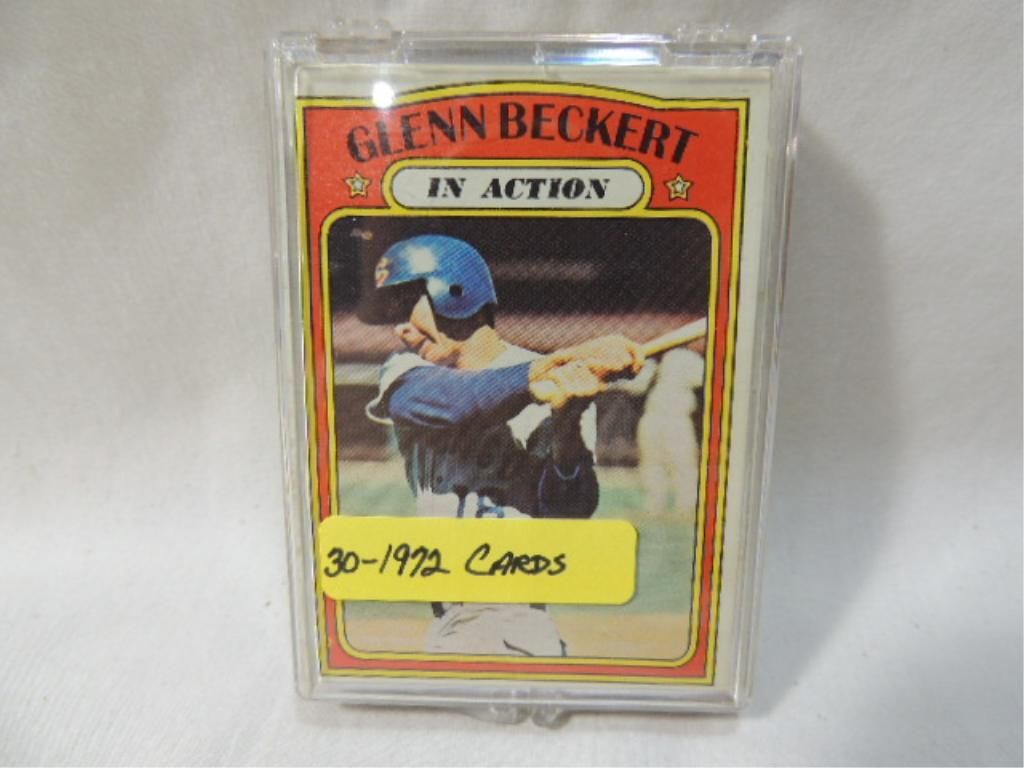 GLENN BECKERT
IN ACTION
30-1972 CARDS